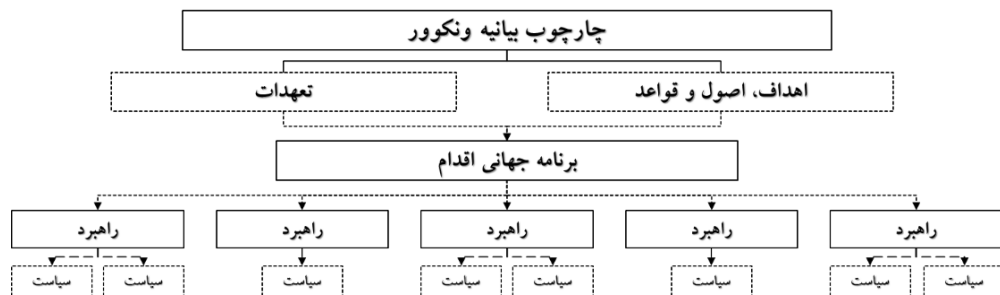 چارچوب بیانیه ونکوور
اهداف، اصول و قواعد
تعهدات
برنامه جهانی اقدام
راهبرد
راهبرد
راهبرد
راهبرد
راهبرد
سیاست
سیاست
سیاست
سیاست
سیاست
سیاست
سیاست
سیاست